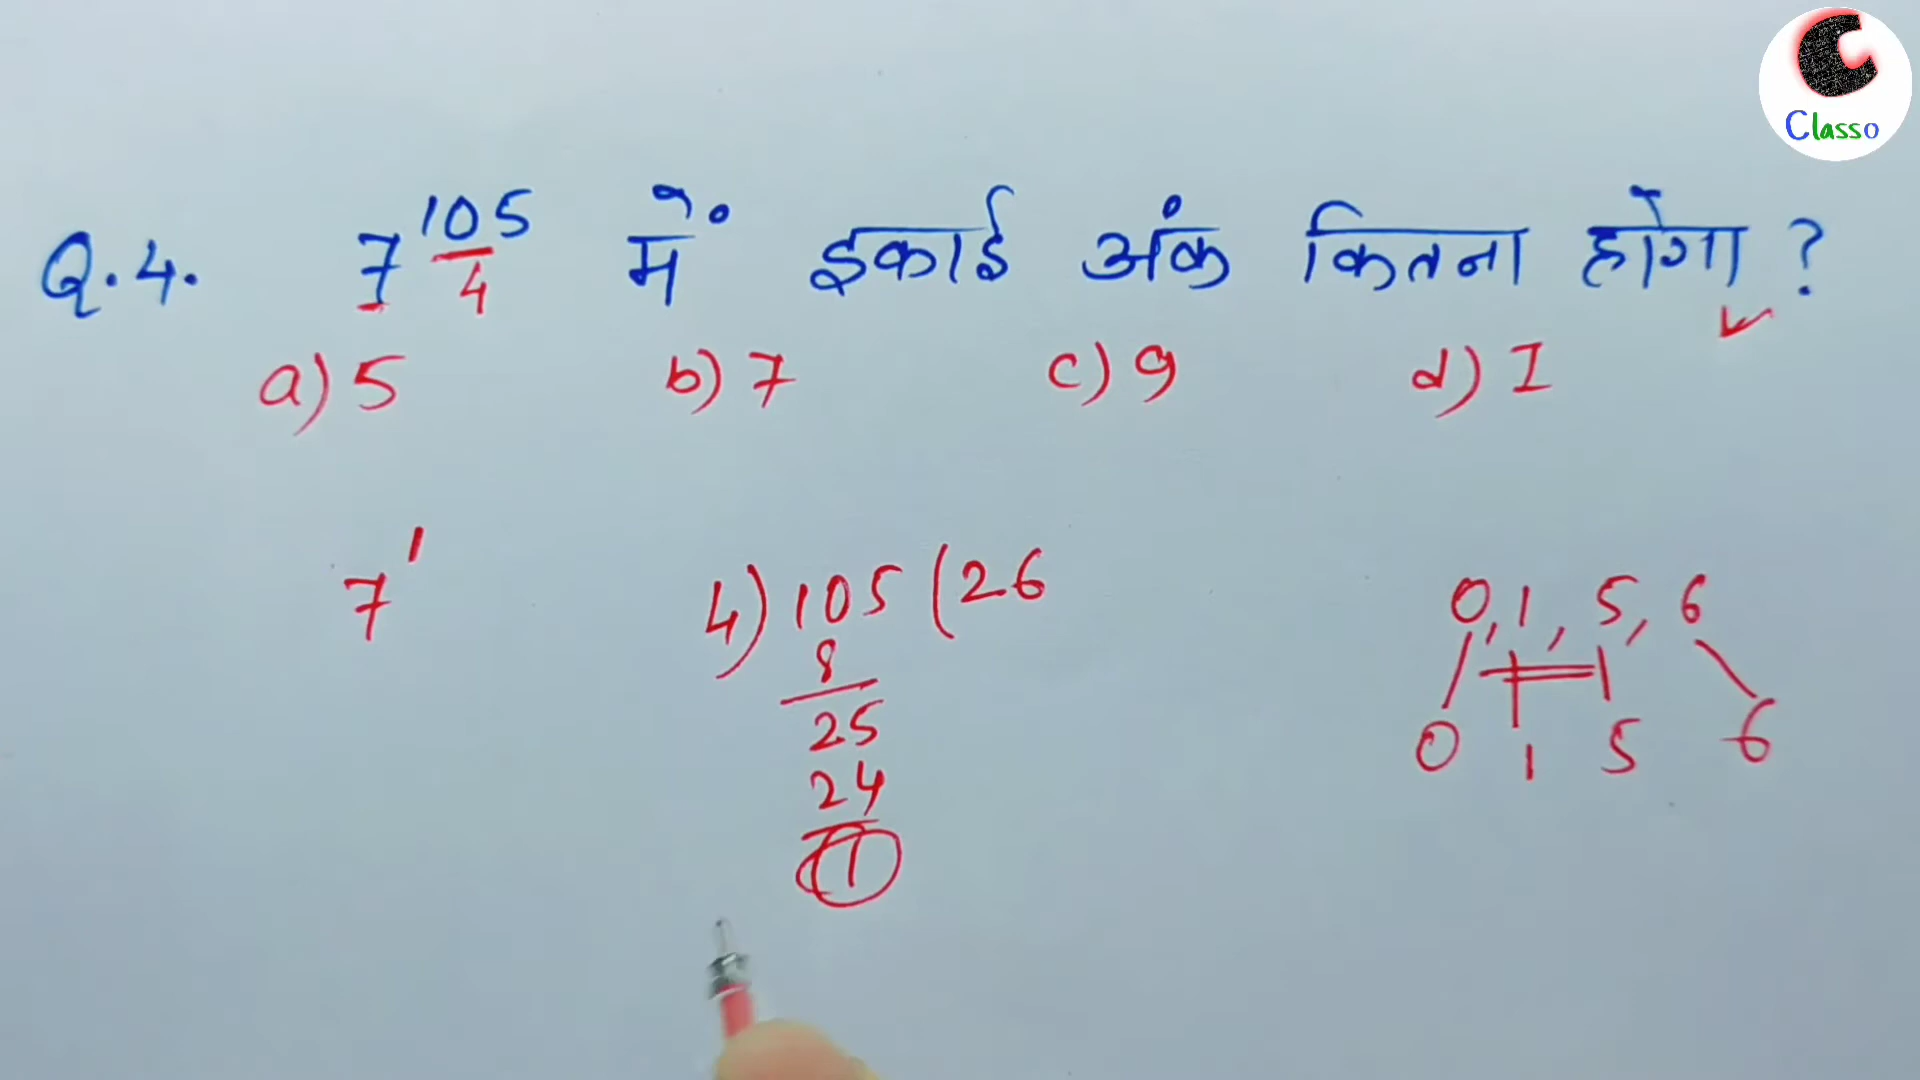 C
Classo
Q.4. 7^105/4 में इकाई अंक कितना होगा ?
a) 5 b) 7 c) 9 d) 1
7^1 4) 105 (26 0, 1, 5, 6
8
25 0 1 5 6
24
1